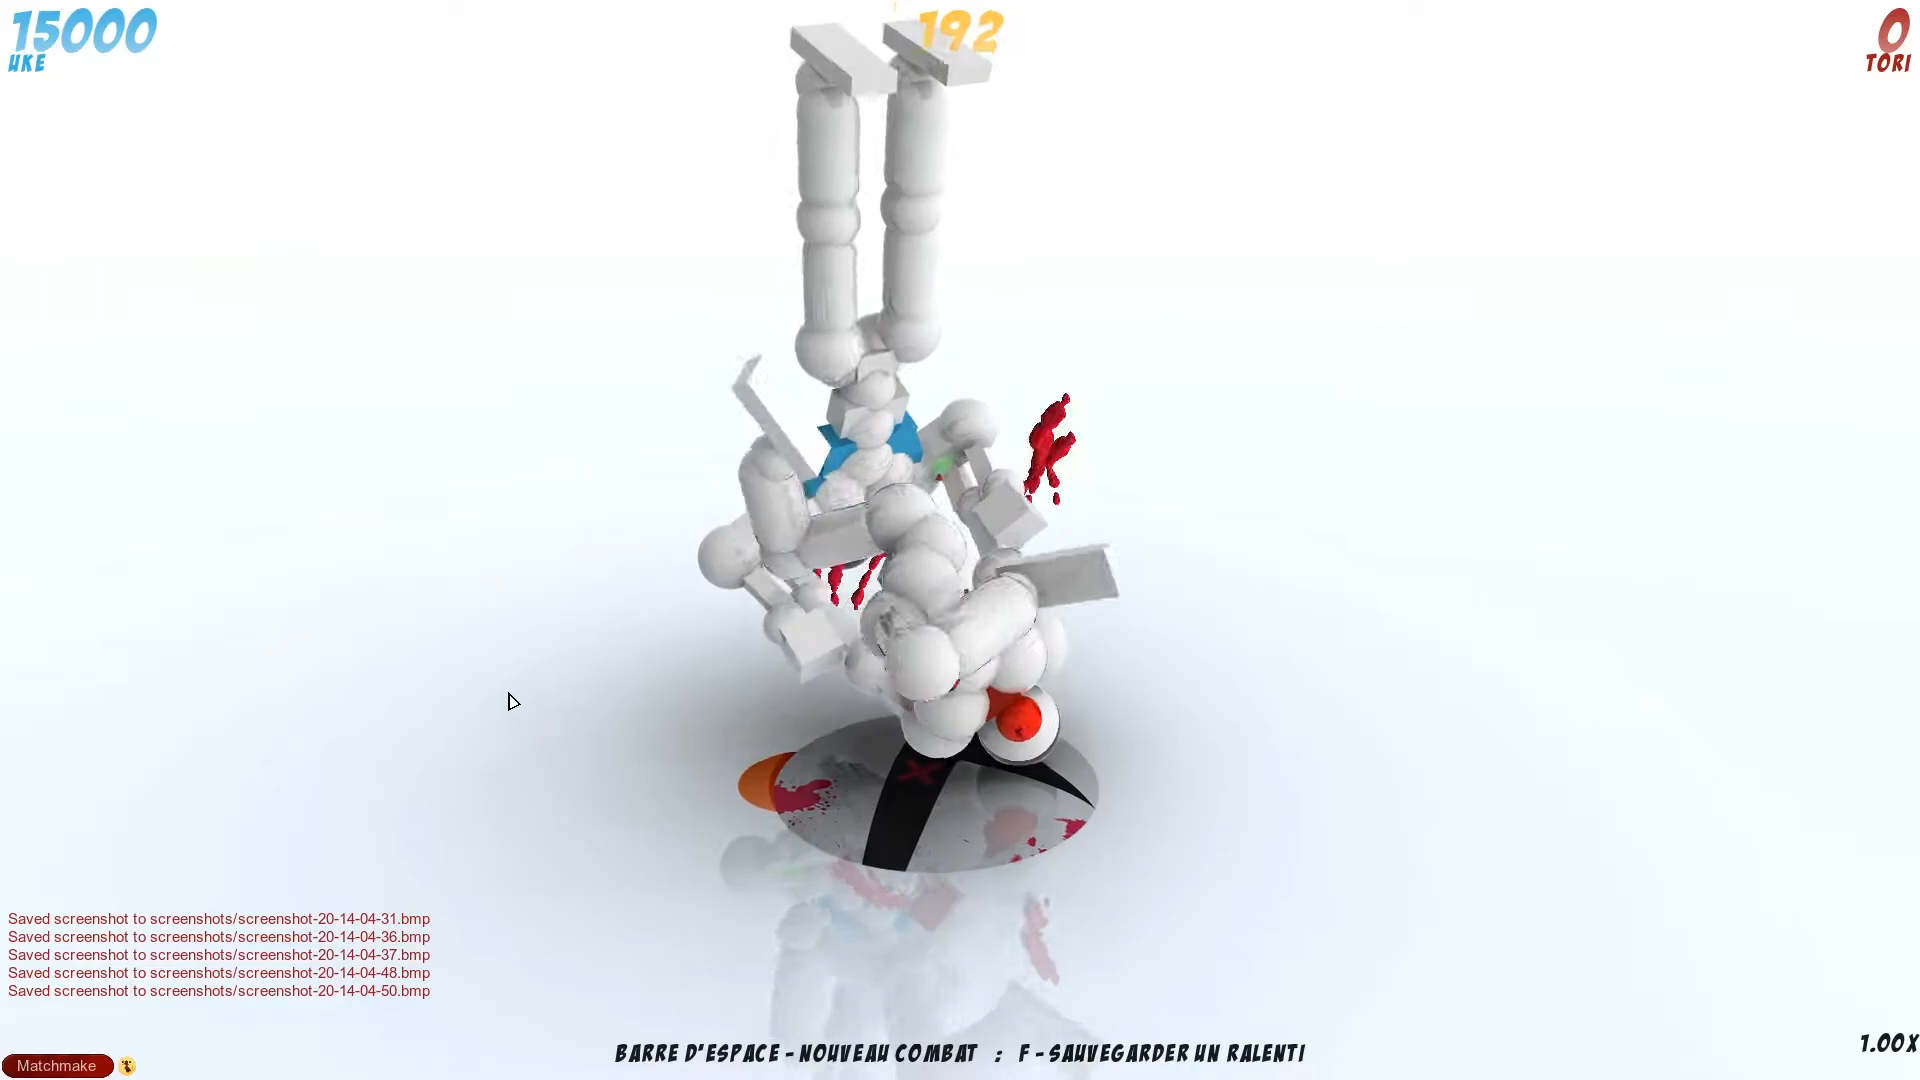 15000
UKE
192
0
TORI
Saved screenshot to screenshots/screenshot-20-14-04-31.bmp
Saved screenshot to screenshots/screenshot-20-14-04-36.bmp
Saved screenshot to screenshots/screenshot-20-14-04-37.bmp
Saved screenshot to screenshots/screenshot-20-14-04-48.bmp
Saved screenshot to screenshots/screenshot-20-14-04-50.bmp
BARRE D'ESPACE - NOUVEAU COMBAT : F - SAUVEGARDER UN RALENTI
1.00X
Matchmake